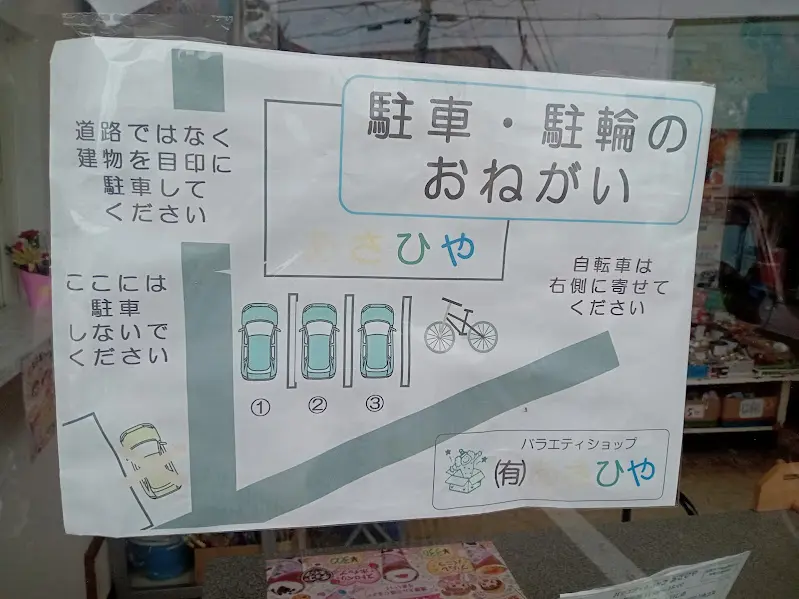 駐車・駐輪の
おねがい
道路ではなく
建物を目印に
駐車して
ください
さひや
自転車は
右側に寄せて
ください
ここには
駐車
しないで
ください
①
②
③
バラエティショップ
(有)
ひや